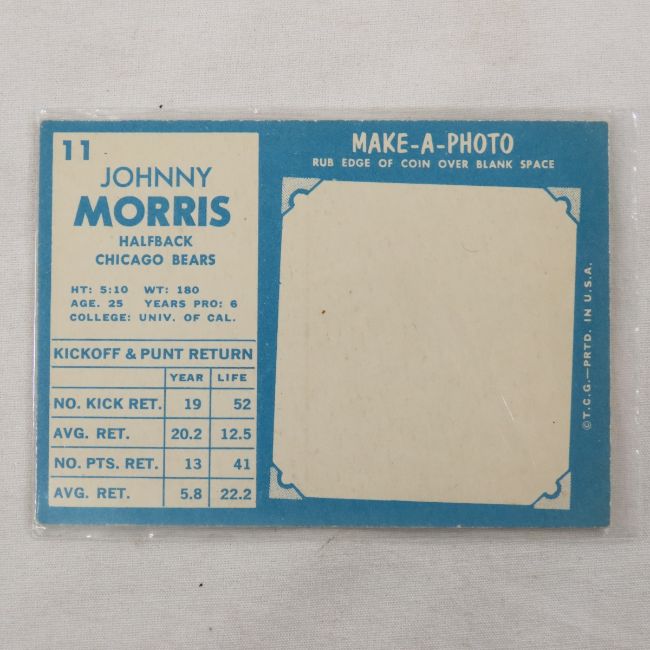 11
JOHNNY
MORRIS
HALFBACK
CHICAGO BEARS
HT: 5:10 WT: 180
AGE. 25 YEARS PRO: 6
COLLEGE: UNIV. OF CAL.
KICKOFF & PUNT RETURN
YEAR LIFE
NO. KICK RET. 19 52
AVG. RET. 20.2 12.5
NO. PTS. RET. 13 41
AVG. RET. 5.8 22.2
MAKE-A-PHOTO
RUB EDGE OF COIN OVER BLANK SPACE
©T.C.G.—PRTD. IN U.S.A.